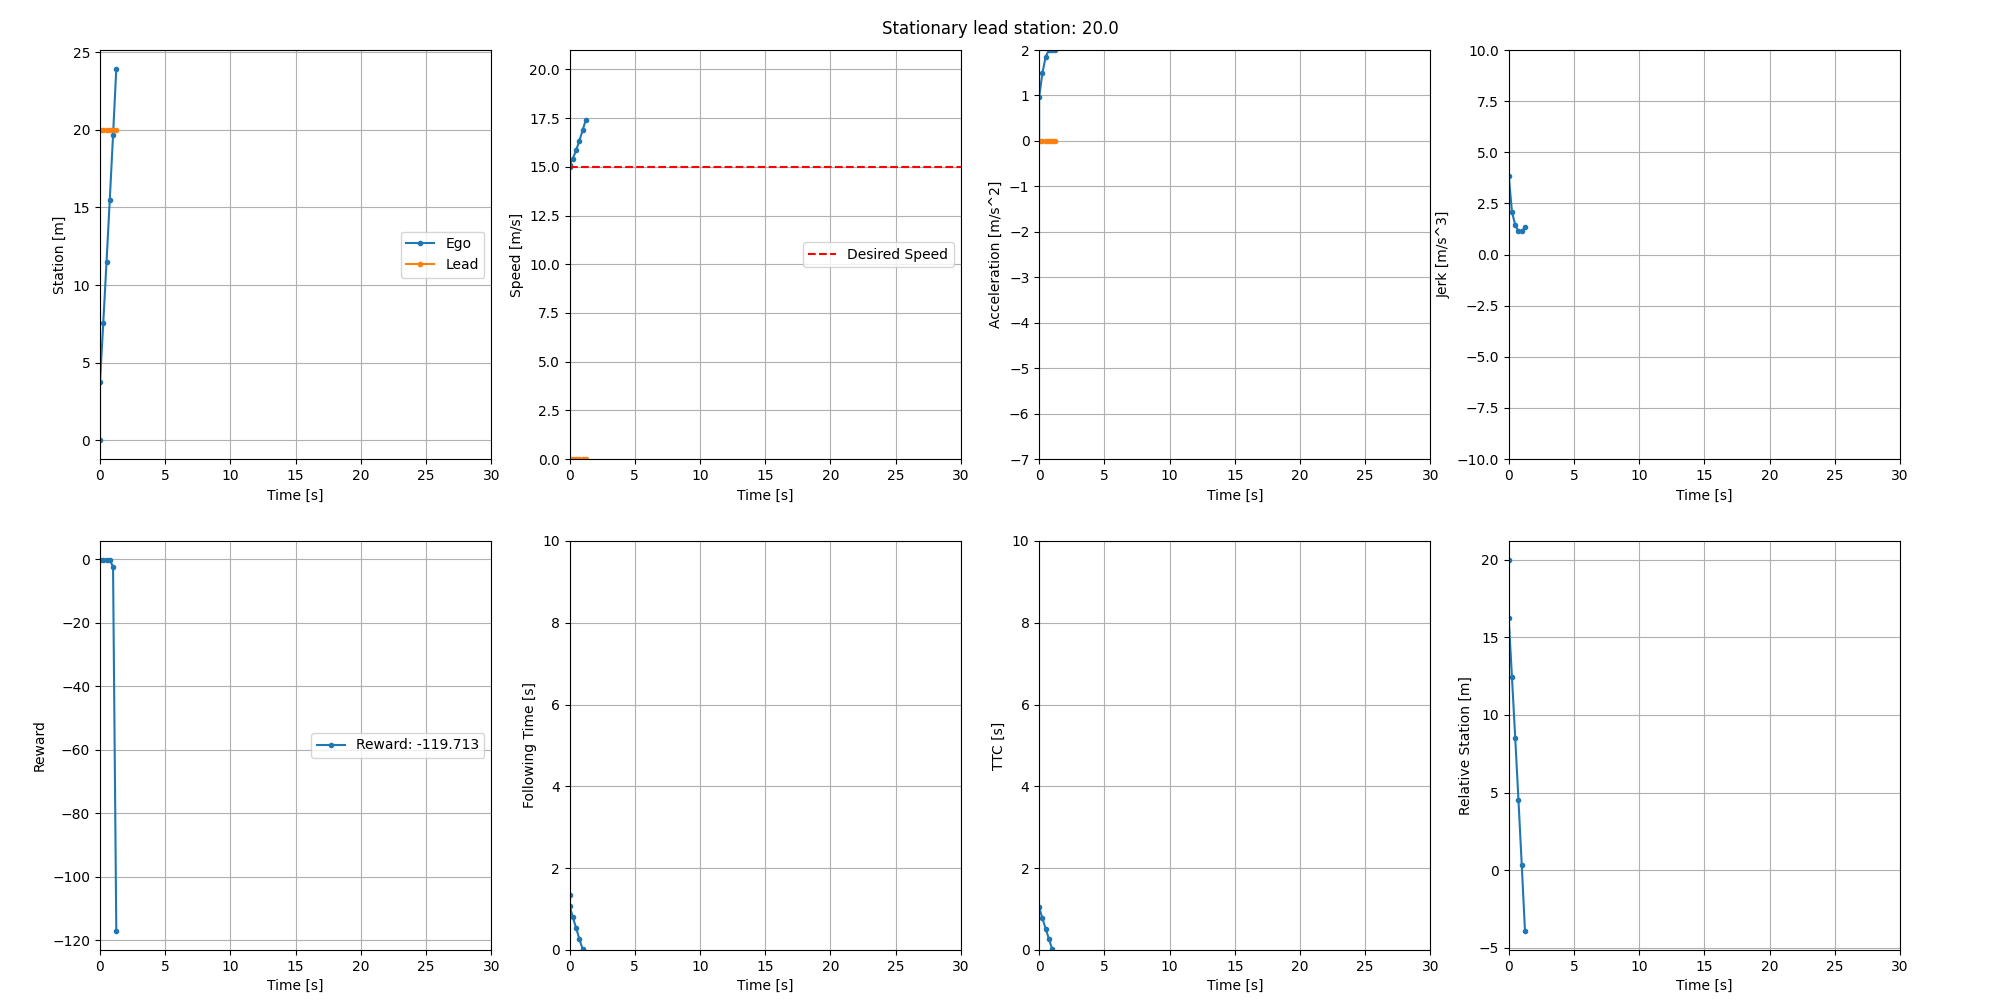 Stationary lead station: 20.0
25
20
15
10
5
0
Station [m]
0 5 10 15 20 25 30
Time [s]
Ego
Lead
20.0
17.5
15.0
12.5
10.0
7.5
5.0
2.5
0.0
Speed [m/s]
0 5 10 15 20 25 30
Time [s]
Desired Speed
2
1
0
−1
−2
−3
−4
−5
−6
−7
Acceleration [m/s^2]
0 5 10 15 20 25 30
Time [s]
10.0
7.5
5.0
2.5
0.0
−2.5
−5.0
−7.5
−10.0
Jerk [m/s^3]
0 5 10 15 20 25 30
Time [s]
0
−20
−40
−60
−80
−100
−120
Reward
0 5 10 15 20 25 30
Time [s]
Reward: -119.713
10
8
6
4
2
0
Following Time [s]
0 5 10 15 20 25 30
Time [s]
10
8
6
4
2
0
TTC [s]
0 5 10 15 20 25 30
Time [s]
20
15
10
5
0
−5
Relative Station [m]
0 5 10 15 20 25 30
Time [s]